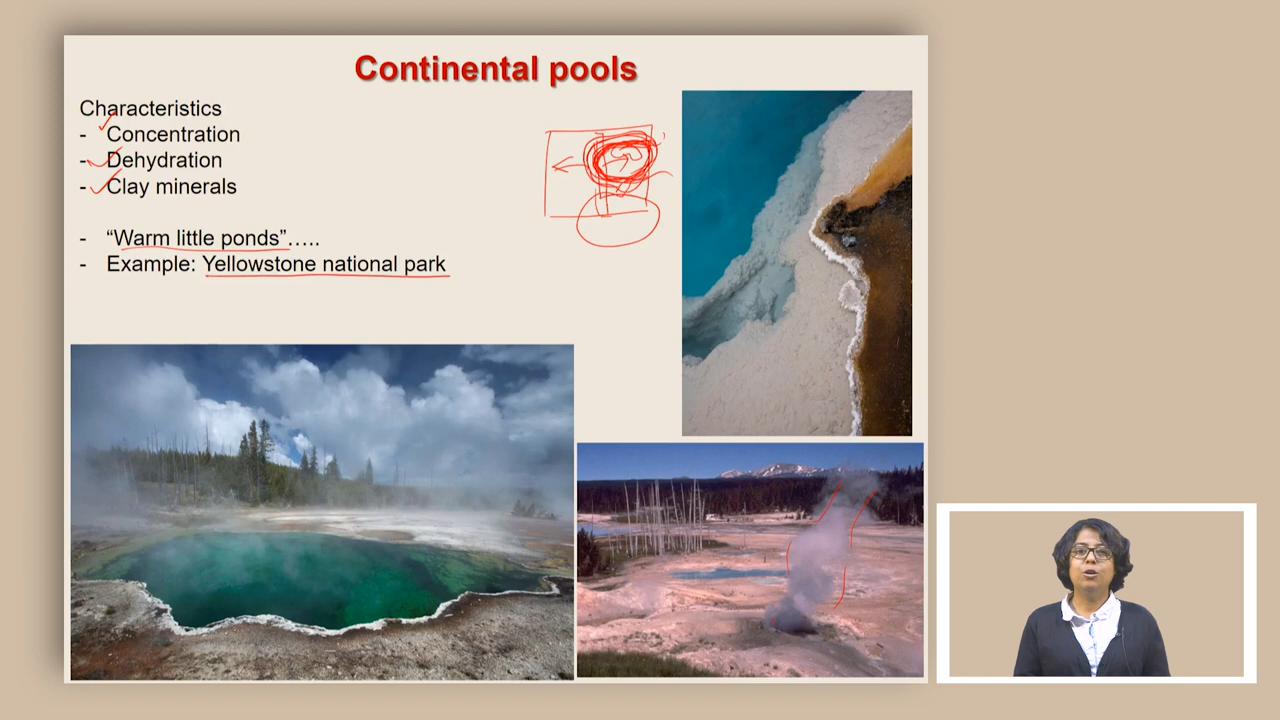 Continental pools
Characteristics
- Concentration
- Dehydration
- Clay minerals
- “Warm little ponds”…..
- Example: Yellowstone national park